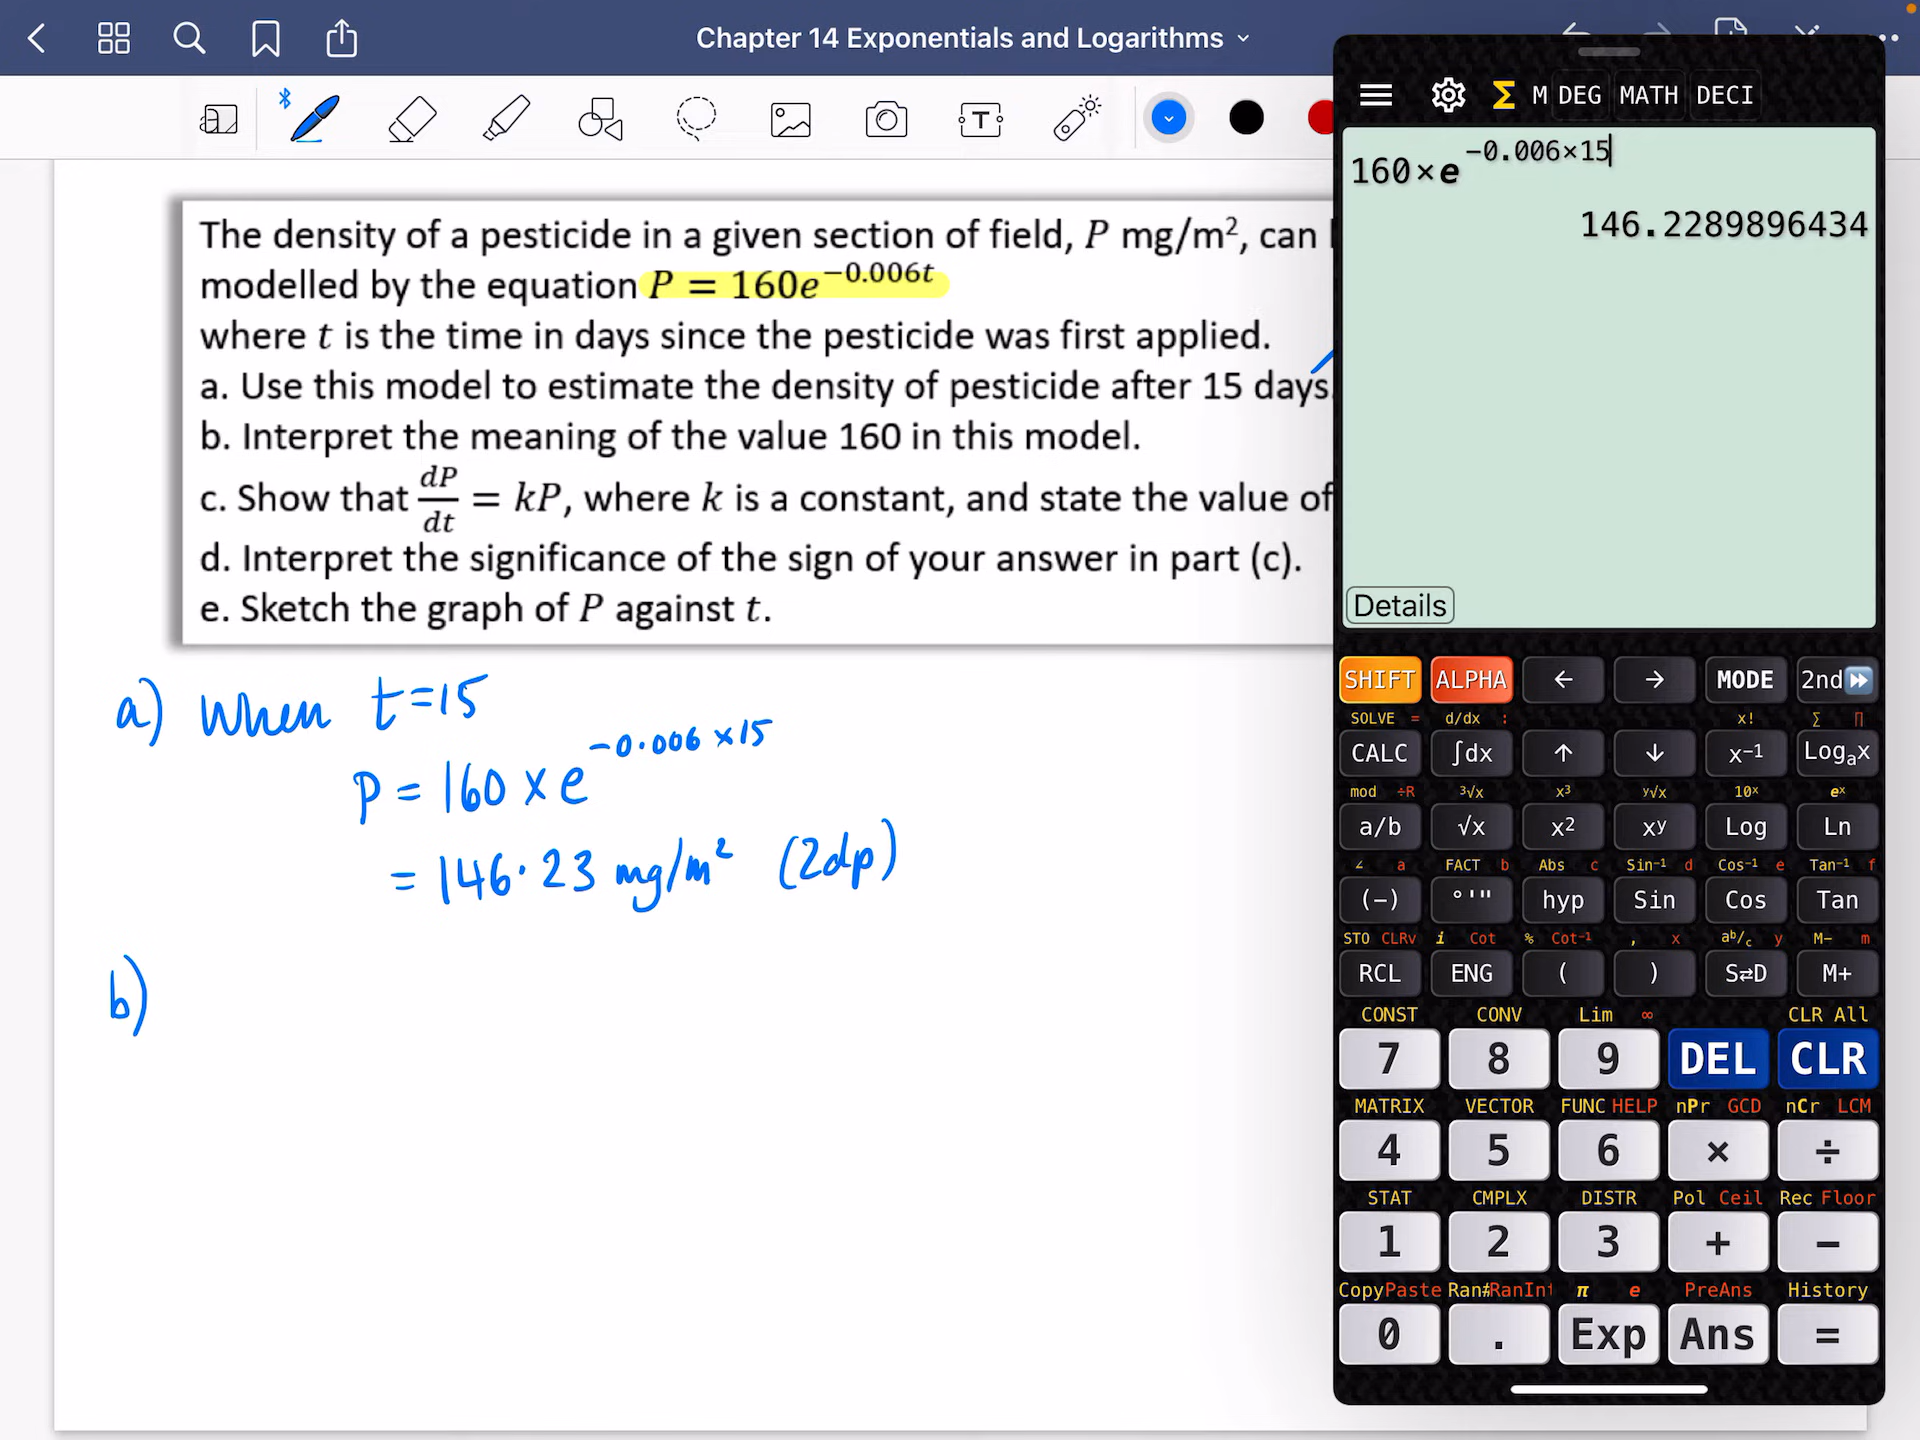 Chapter 14 Exponentials and Logarithms
The density of a pesticide in a given section of field, P mg/m², can
modelled by the equation P = 160e^−0.006t
where t is the time in days since the pesticide was first applied.
a. Use this model to estimate the density of pesticide after 15 days.
b. Interpret the meaning of the value 160 in this model.
c. Show that dP/dt = kP, where k is a constant, and state the value of
d. Interpret the significance of the sign of your answer in part (c).
e. Sketch the graph of P against t.
a) When t=15
P = 160 × e^−0.006×15
= 146.23 mg/m² (2dp)
b)
Σ M DEG MATH DECI
160×e^−0.006×15
146.2289896434
Details
SHIFT ALPHA ← → MODE 2nd
SOLVE = d/dx : x! ∑ ∏
CALC ∫dx ↑ ↓ x⁻¹ Logₐx
mod ÷R ³√x x³ ʸ√x 10ˣ eˣ
a/b √x x² xʸ Log Ln
∠ a FACT b Abs c Sin⁻¹ d Cos⁻¹ e Tan⁻¹ f
(−) °'" hyp Sin Cos Tan
STO CLRv i Cot % Cot⁻¹ , x aᵇ/c y M− m
RCL ENG ( ) S⇄D M+
CONST CONV Lim ∞ CLR All
7 8 9 DEL CLR
MATRIX VECTOR FUNC HELP nPr GCD nCr LCM
4 5 6 × ÷
STAT CMPLX DISTR Pol Ceil Rec Floor
1 2 3 + −
Copy Paste Ran# RanInt π e PreAns History
0 . Exp Ans =